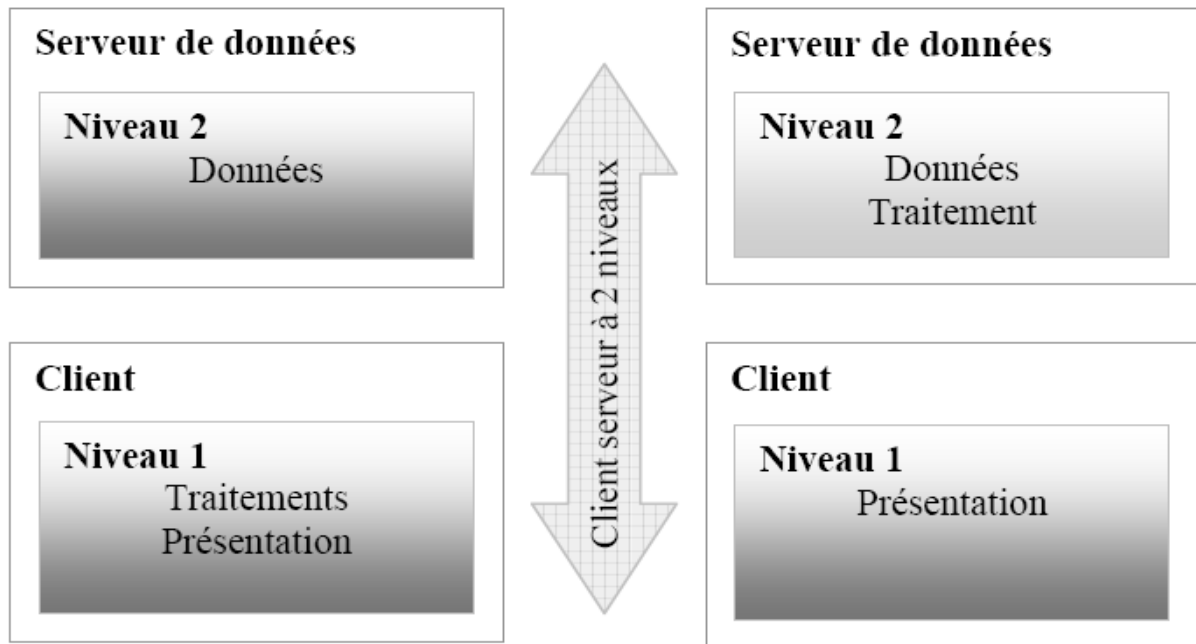 Serveur de données
Niveau 2
Données
Client
Niveau 1
Traitements
Présentation
Client serveur à 2 niveaux
Serveur de données
Niveau 2
Données
Traitement
Client
Niveau 1
Présentation